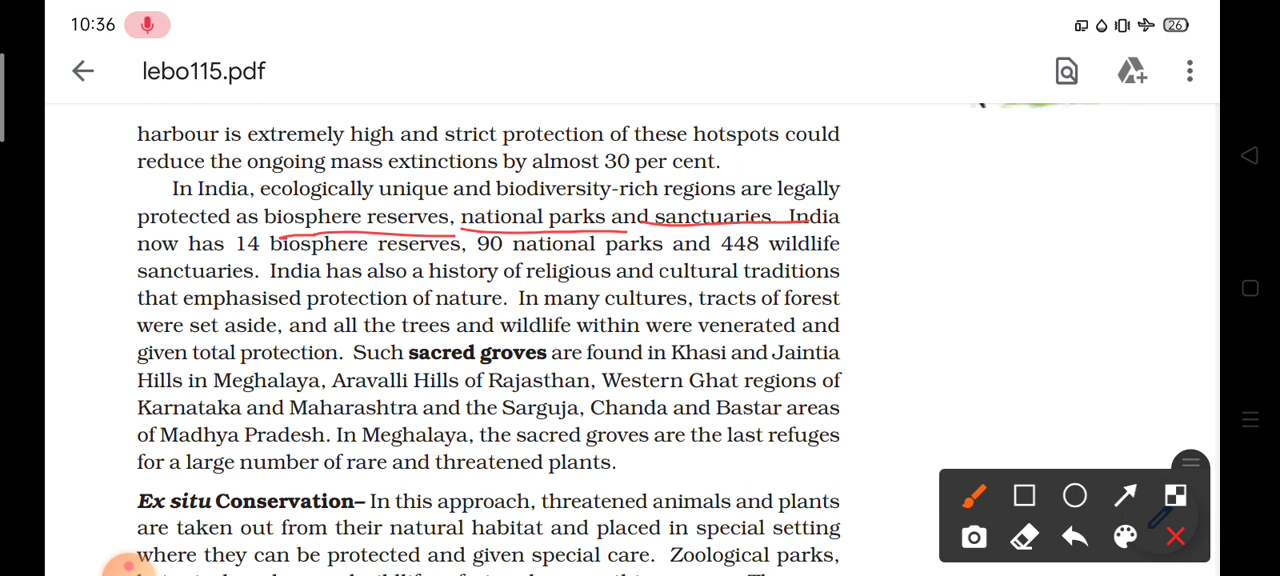 10:36
26
lebo115.pdf
harbour is extremely high and strict protection of these hotspots could
reduce the ongoing mass extinctions by almost 30 per cent.
In India, ecologically unique and biodiversity-rich regions are legally
protected as biosphere reserves, national parks and sanctuaries. India
now has 14 biosphere reserves, 90 national parks and 448 wildlife
sanctuaries. India has also a history of religious and cultural traditions
that emphasised protection of nature. In many cultures, tracts of forest
were set aside, and all the trees and wildlife within were venerated and
given total protection. Such sacred groves are found in Khasi and Jaintia
Hills in Meghalaya, Aravalli Hills of Rajasthan, Western Ghat regions of
Karnataka and Maharashtra and the Sarguja, Chanda and Bastar areas
of Madhya Pradesh. In Meghalaya, the sacred groves are the last refuges
for a large number of rare and threatened plants.
Ex situ Conservation– In this approach, threatened animals and plants
are taken out from their natural habitat and placed in special setting
where they can be protected and given special care. Zoological parks,